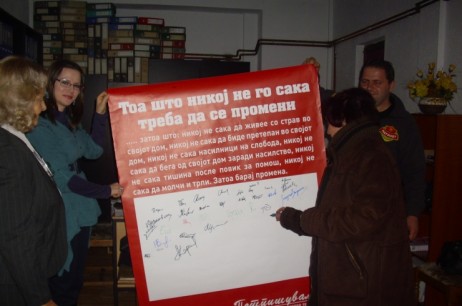 Тоа што никој не го сака
треба да се промени
..... затоа што: никој не сака да живее со страв во
својот дом, никој не сака да биде претепан во својот
дом, никој не сака насилници на слобода, никој не
сака да бега од својот дом заради насилство, никој не
сака тишина после повик за помош, никој не
сака да молчи и трпи. Затоа барај промена.
Потпишува